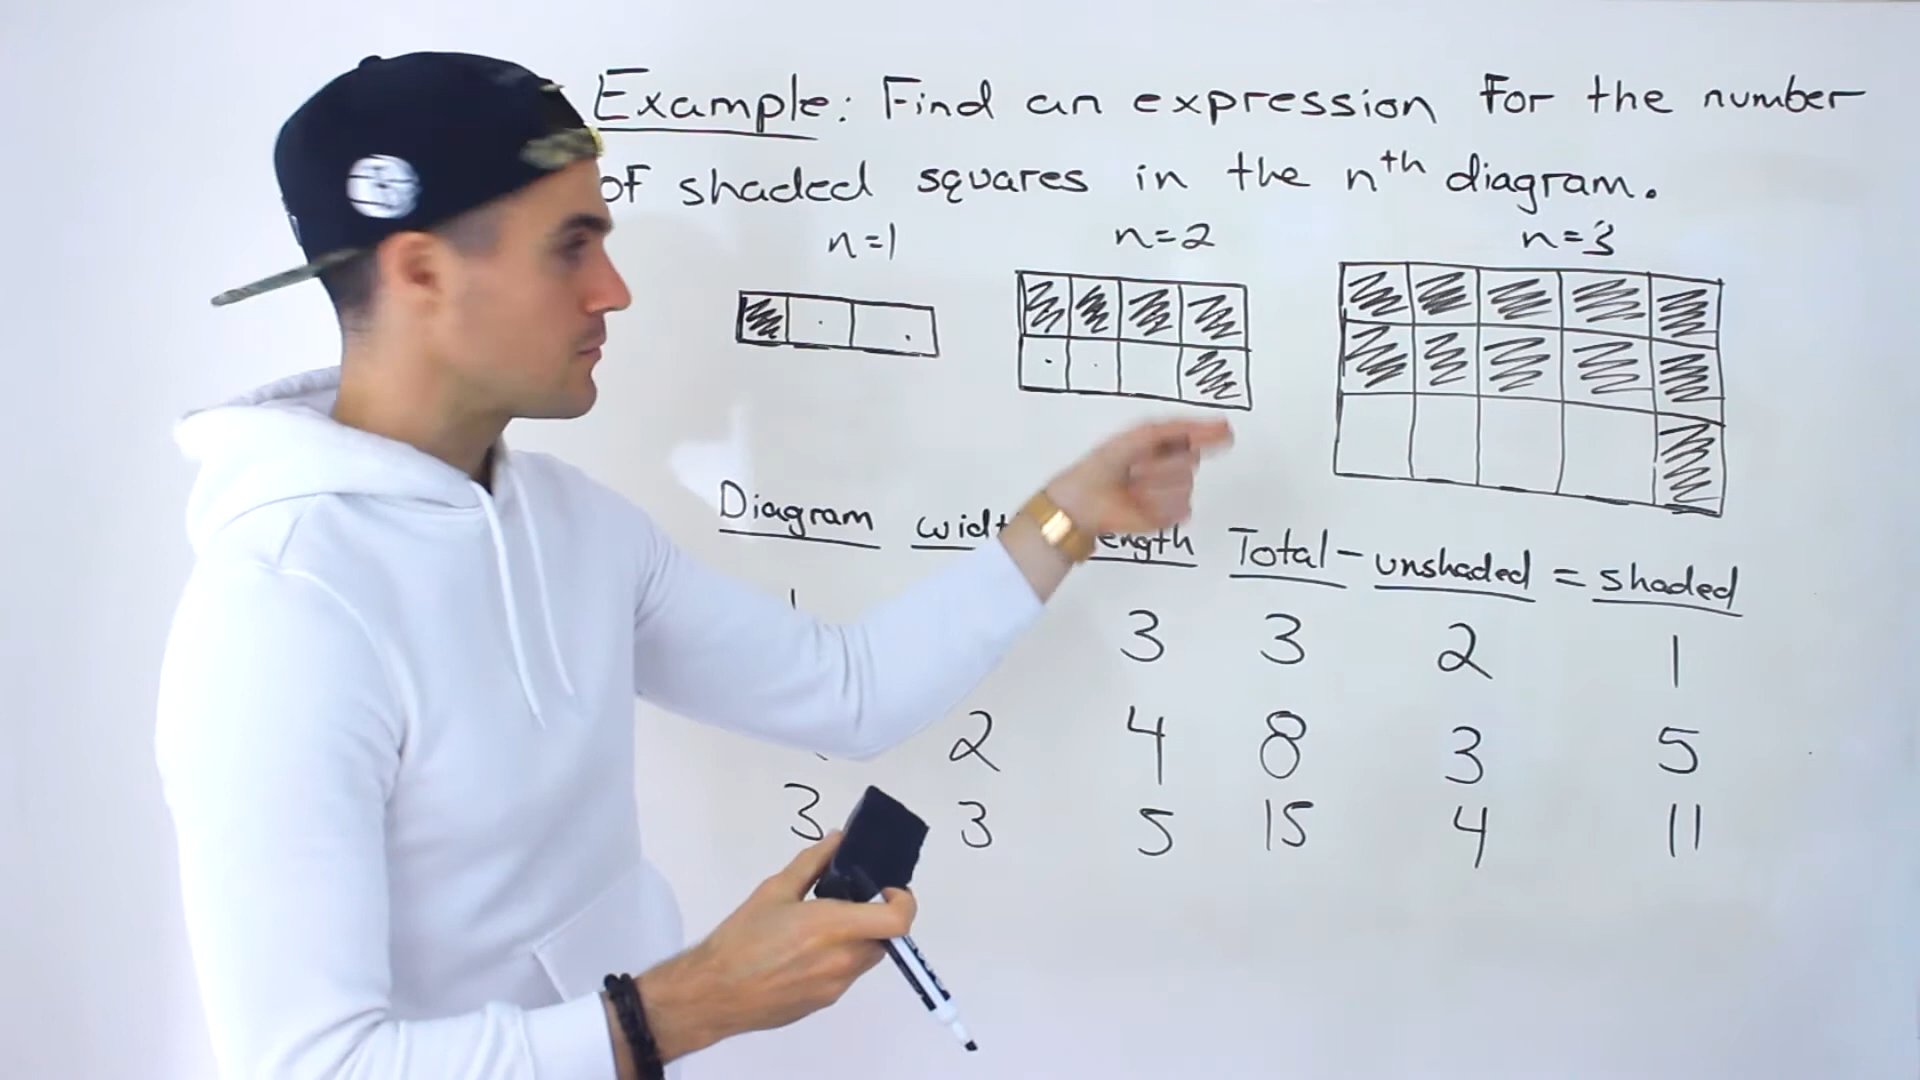 Example: Find an expression for the number
of shaded squares in the nth diagram.
n=1 n=2 n=3
Diagram Total - unshaded = shaded
3 3 2 1
2 4 8 3 5
3 3 5 15 4 11